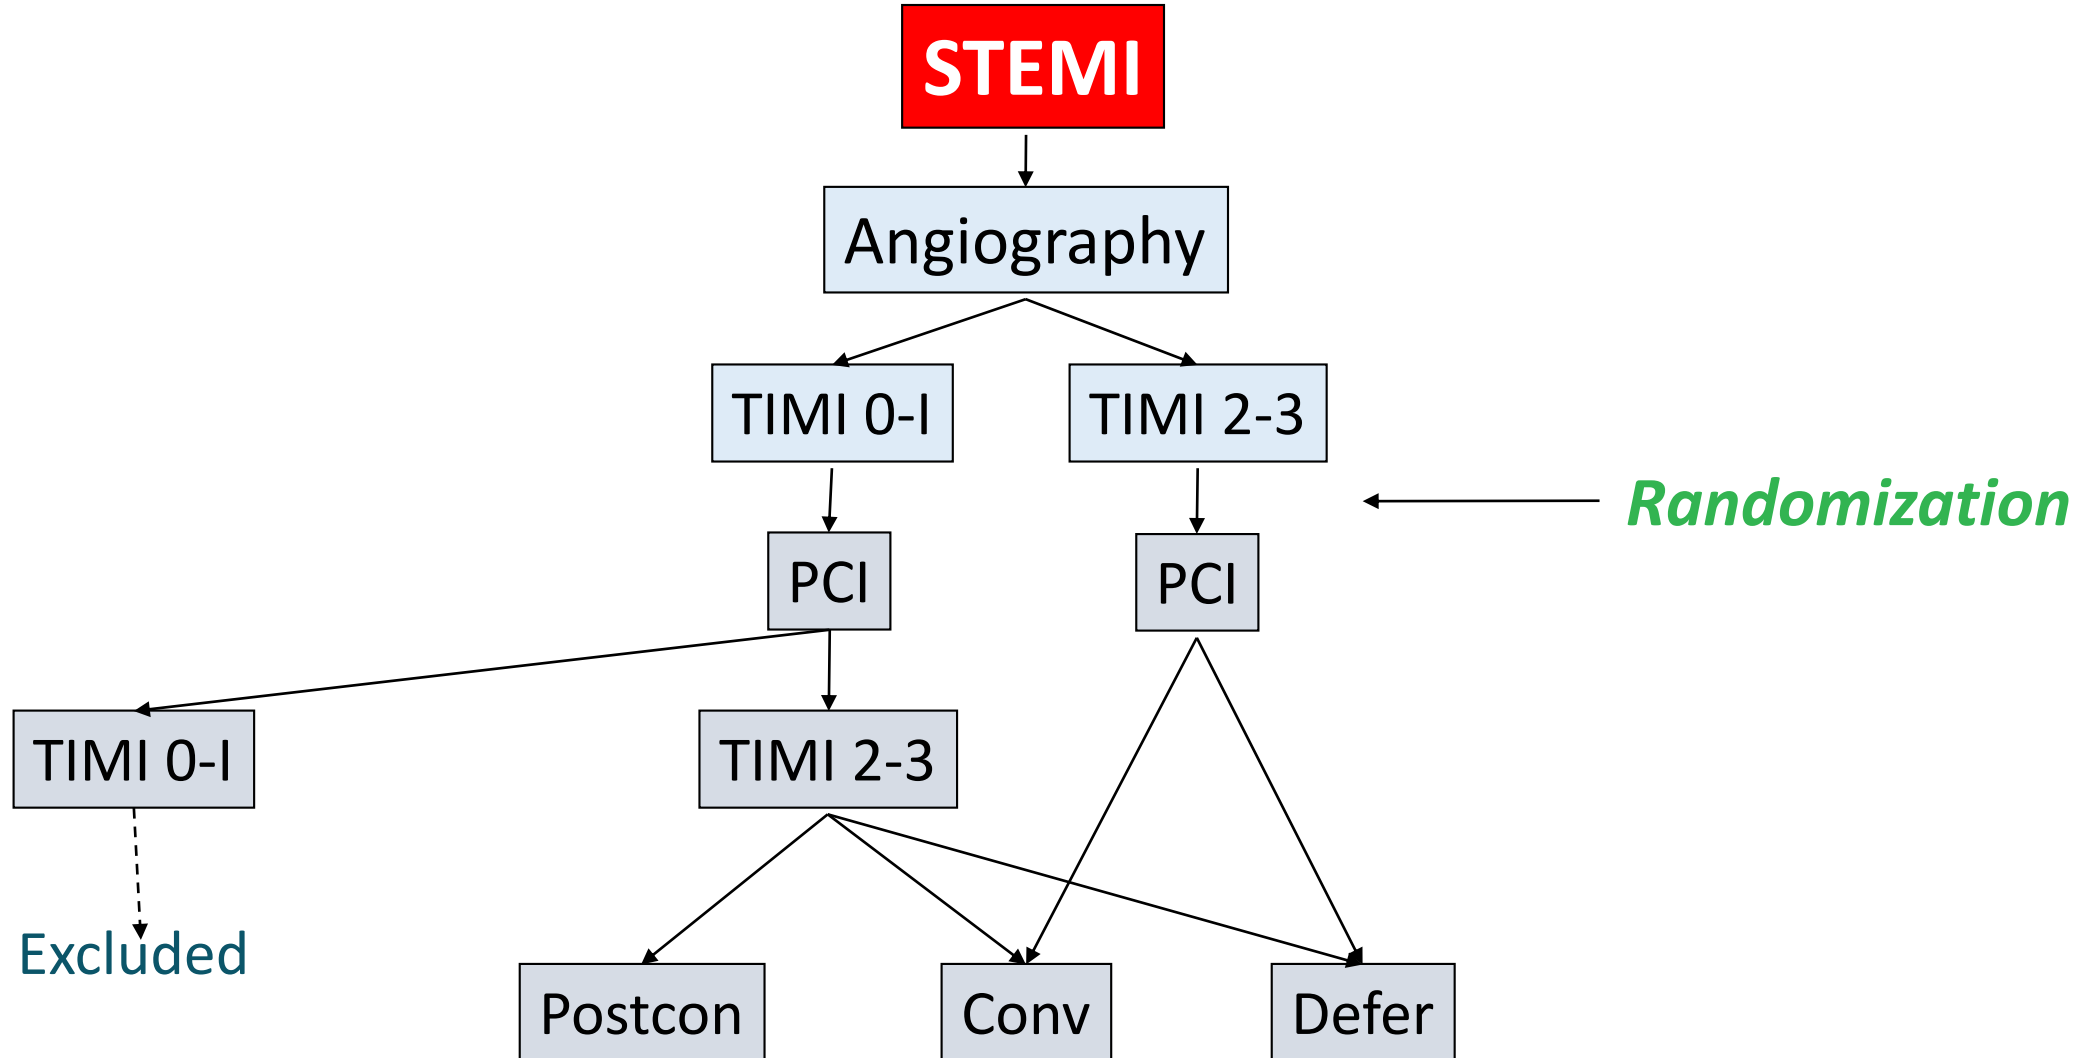 STEMI
Angiography
TIMI 0-I
TIMI 2-3
Randomization
PCI
PCI
TIMI 0-I
TIMI 2-3
Excluded
Postcon
Conv
Defer